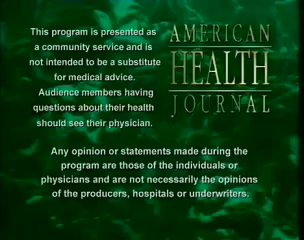 This program is presented as
a community service and is
not intended to be a substitute
for medical advice.
Audience members having
questions about their health
should see their physician.
AMERICAN
HEALTH
JOURNAL
Any opinion or statements made during the
program are those of the individuals or
physicians and are not necessarily the opinions
of the producers, hospitals or underwriters.